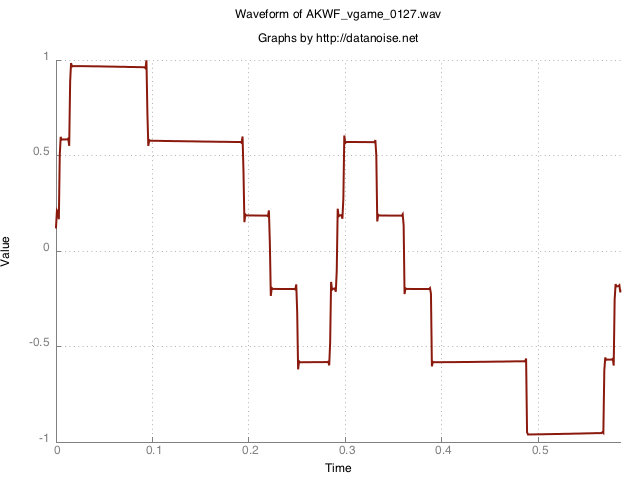 Waveform of AKWF_vgame_0127.wav
Graphs by http://datanoise.net
1
0.5
0
-0.5
-1
Value
0 0.1 0.2 0.3 0.4 0.5
Time